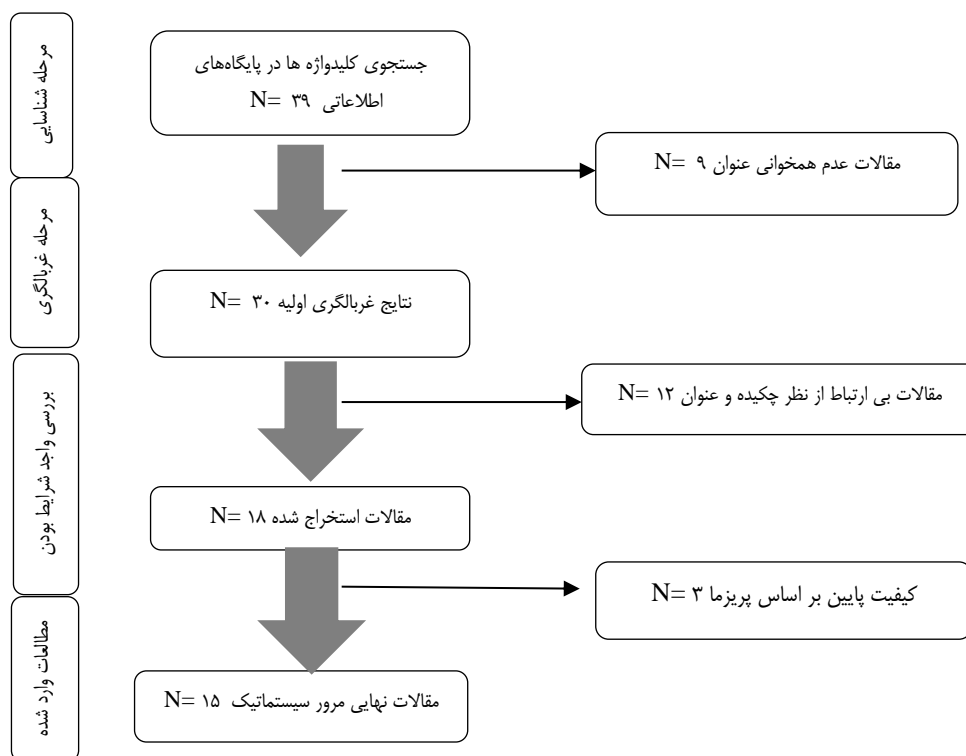 مرحله شناسایی
جستجوی کلیدواژه ها در پایگاه‌های
اطلاعاتی N= ۳۹
مقالات عدم همخوانی عنوان N= ۹
مرحله غربالگری
نتایج غربالگری اولیه N= ۳۰
بررسی واجد شرایط بودن
مقالات بی ارتباط از نظر چکیده و عنوان N= ۱۲
مقالات استخراج شده N= ۱۸
کیفیت پایین بر اساس پریزما N= ۳
مطالعات وارد شده
مقالات نهایی مرور سیستماتیک N= ۱۵